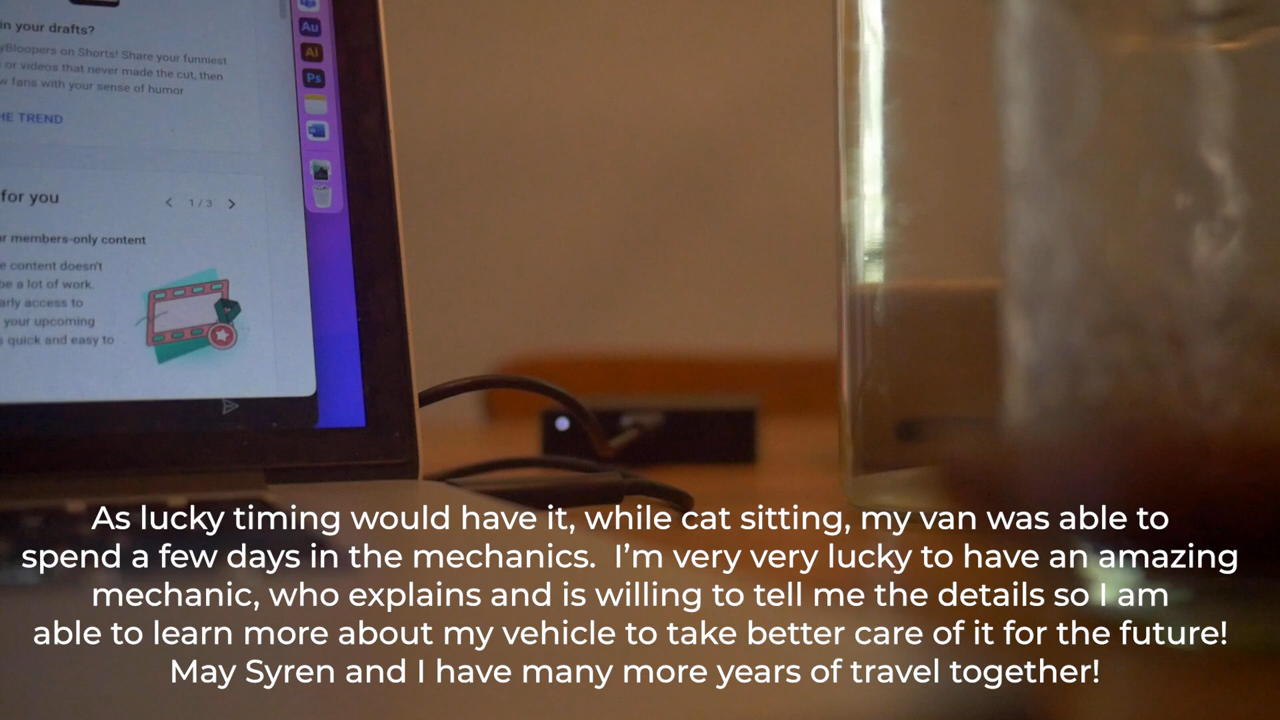 in your drafts?
yBloopers on Shorts! Share your funniest
or videos that never made the cut, then
w fans with your sense of humor
HE TREND
for you
1 / 3
r members-only content
e content doesn't
be a lot of work.
arly access to
your upcoming
s quick and easy to
Au
Ai
Ps
As lucky timing would have it, while cat sitting, my van was able to
spend a few days in the mechanics. I'm very very lucky to have an amazing
mechanic, who explains and is willing to tell me the details so I am
able to learn more about my vehicle to take better care of it for the future!
May Syren and I have many more years of travel together!